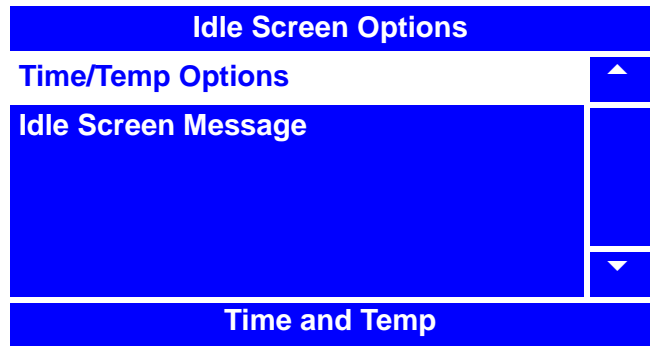 Idle Screen Options
Time/Temp Options
Idle Screen Message
Time and Temp